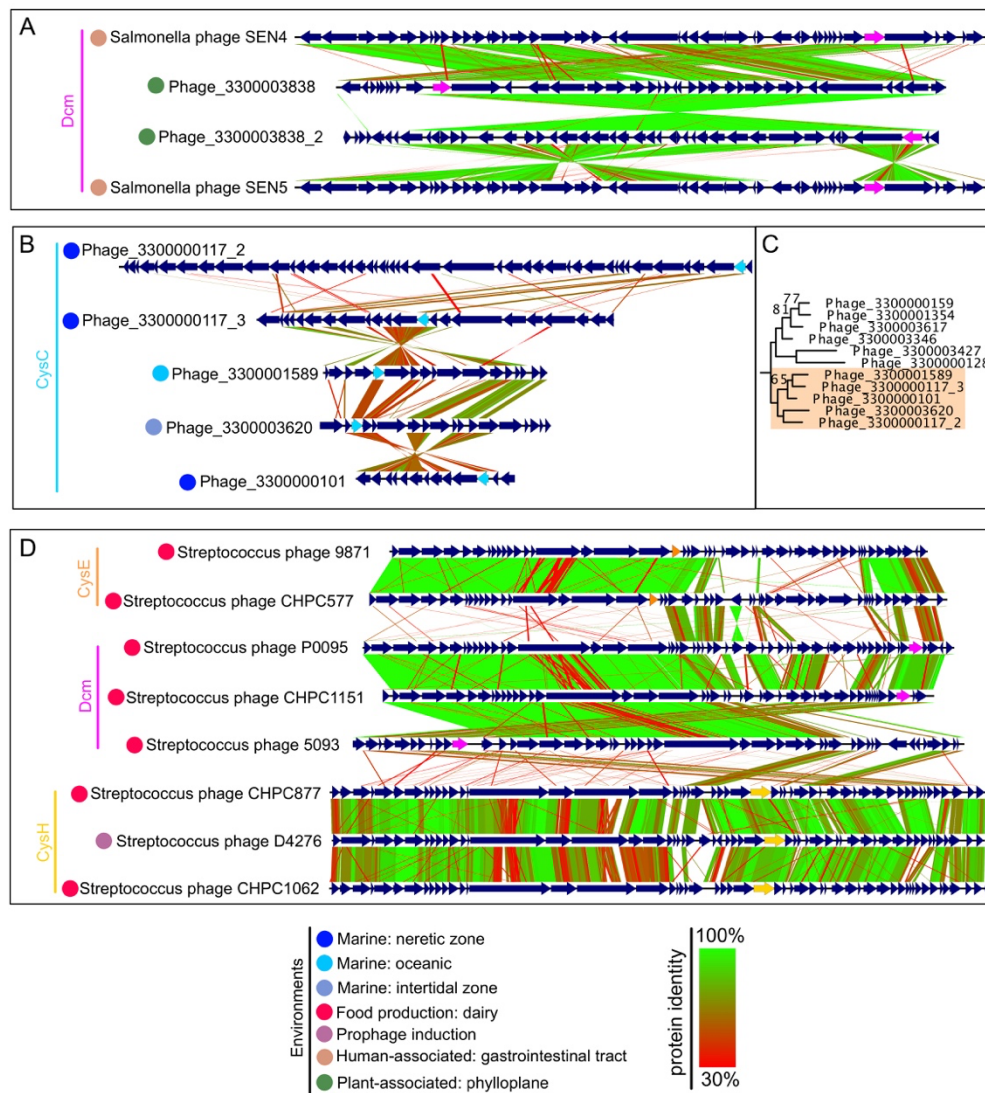 A
Dcm
Salmonella phage SEN4
Phage_3300003838
Phage_3300003838_2
Salmonella phage SEN5
B
CysC
Phage_3300000117_2
Phage_3300000117_3
Phage_3300001589
Phage_3300003620
Phage_3300000101
C
77
81
65
Phage_3300000159
Phage_3300001354
Phage_3300003617
Phage_3300003346
Phage_3300003427
Phage_3300000128
Phage_3300001589
Phage_3300000117_3
Phage_3300000101
Phage_3300003620
Phage_3300000117_2
D
CysE
Streptococcus phage 9871
Streptococcus phage CHPC577
Dcm
Streptococcus phage P0095
Streptococcus phage CHPC1151
Streptococcus phage 5093
CysH
Streptococcus phage CHPC877
Streptococcus phage D4276
Streptococcus phage CHPC1062
Environments
Marine: neretic zone
Marine: oceanic
Marine: intertidal zone
Food production: dairy
Prophage induction
Human-associated: gastrointestinal tract
Plant-associated: phylloplane
protein identity
100%
30%